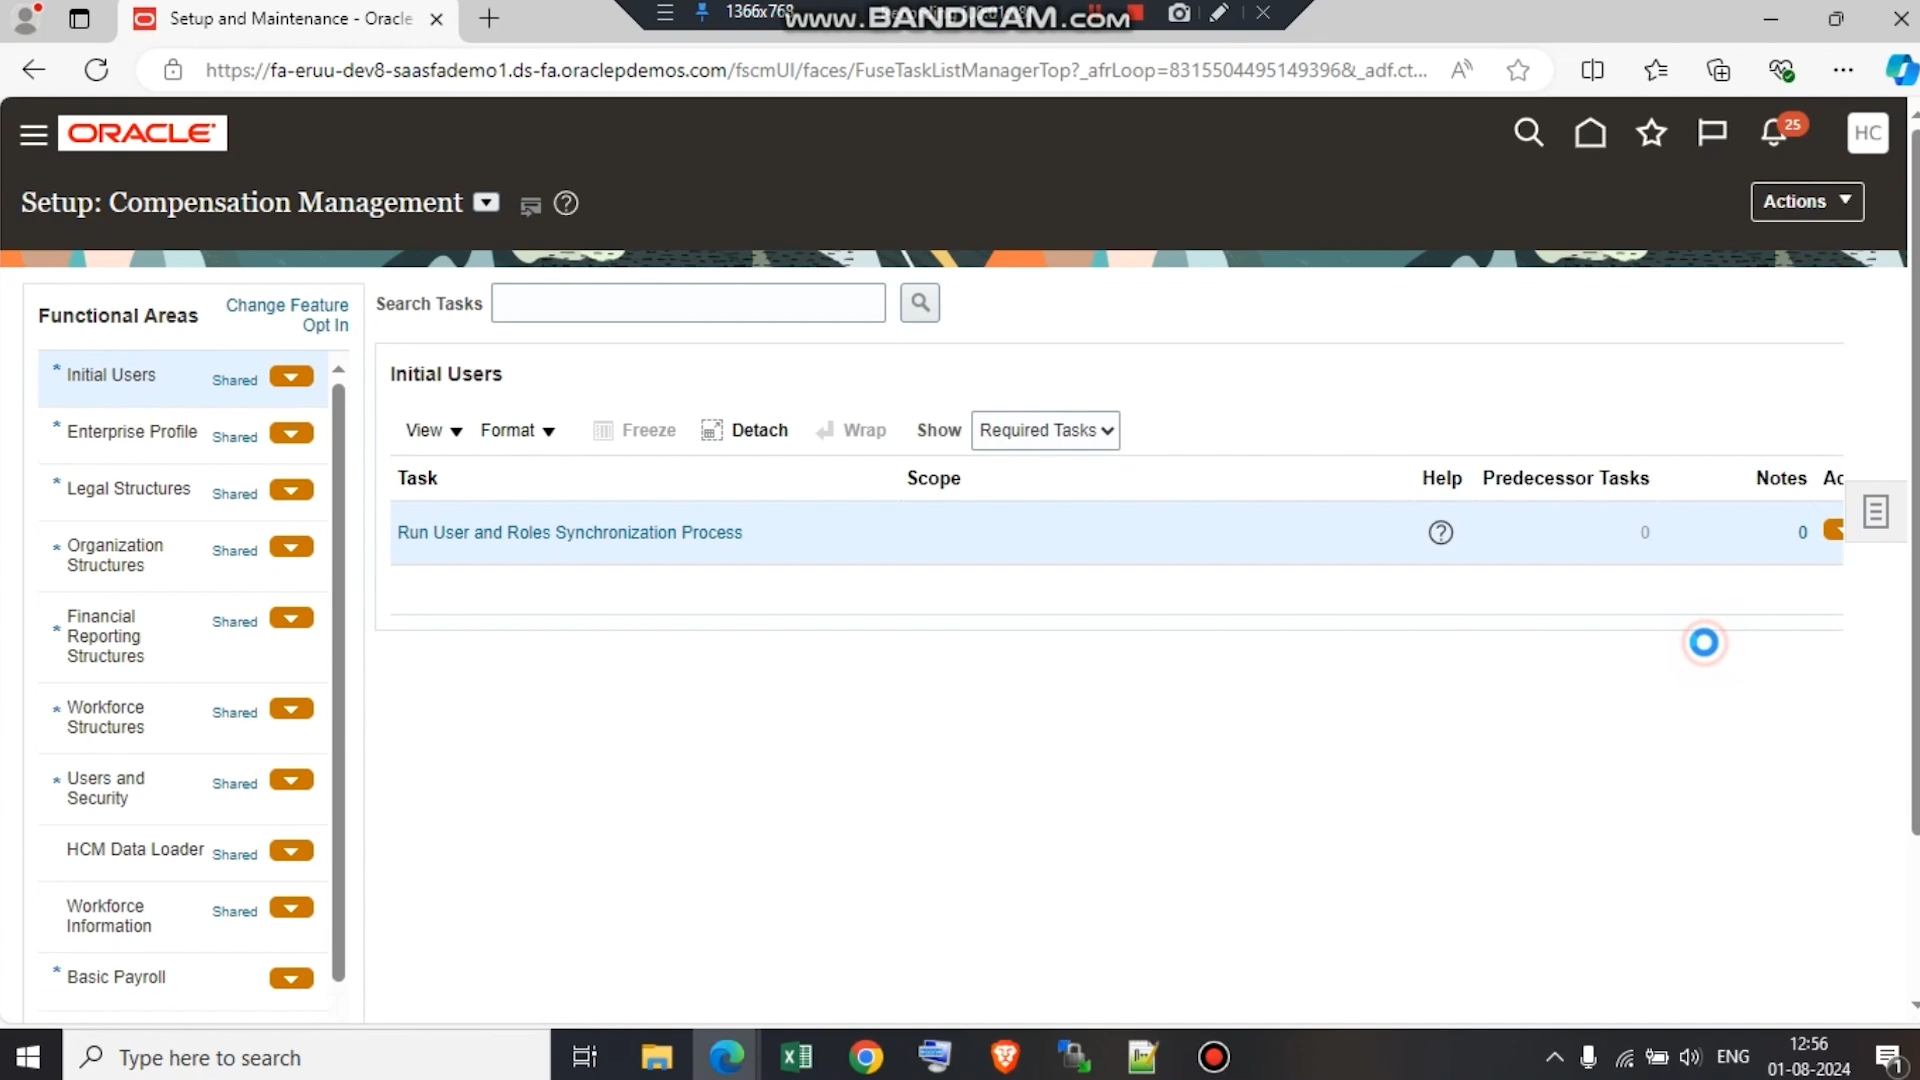 Setup and Maintenance - Oracle
1366x768
www.BANDICAM.com
https://fa-eruu-dev8-saasfademo1.ds-fa.oraclepdemos.com/fscmUI/faces/FuseTaskListManagerTop?_afrLoop=8315504495149396&_adf.ct...
ORACLE
25
HC
Setup: Compensation Management
Actions
Functional Areas
Change Feature
Opt In
Search Tasks
* Initial Users Shared
* Enterprise Profile Shared
* Legal Structures Shared
* Organization
Structures
Shared
* Financial
Reporting
Structures
Shared
* Workforce
Structures
Shared
* Users and
Security
Shared
HCM Data Loader Shared
Workforce
Information
Shared
* Basic Payroll
Initial Users
View Format Freeze Detach Wrap Show Required Tasks
Task Scope Help Predecessor Tasks Notes Ac
Run User and Roles Synchronization Process 0 0
Type here to search
ENG
12:56
01-08-2024
1